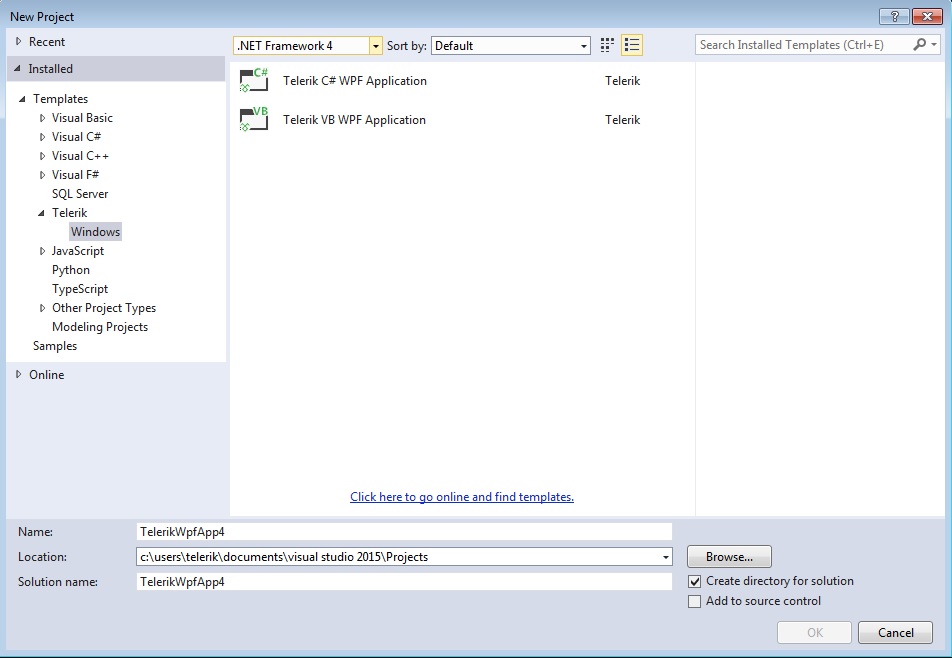 New Project
?
Recent
.NET Framework 4
Sort by:
Default
Search Installed Templates (Ctrl+E)
Installed
Templates
Visual Basic
Visual C#
Visual C++
Visual F#
SQL Server
Telerik
Windows
JavaScript
Python
TypeScript
Other Project Types
Modeling Projects
Samples
Online
C#
Telerik C# WPF Application
Telerik
VB
Telerik VB WPF Application
Telerik
Click here to go online and find templates.
Name:
TelerikWpfApp4
Location:
c:\users\telerik\documents\visual studio 2015\Projects
Browse...
Solution name:
TelerikWpfApp4
Create directory for solution
Add to source control
OK
Cancel